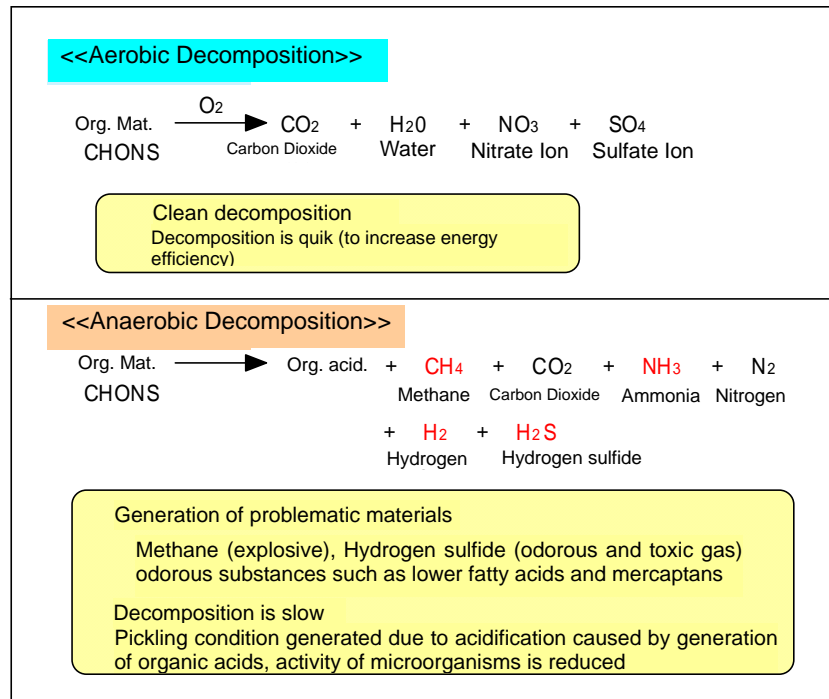 <<Aerobic Decomposition>>
Org. Mat. O2 CO2 + H20 + NO3 + SO4
CHONS Carbon Dioxide Water Nitrate Ion Sulfate Ion
Clean decomposition
Decomposition is quik (to increase energy
efficiency)
<<Anaerobic Decomposition>>
Org. Mat. Org. acid. + CH4 + CO2 + NH3 + N2
CHONS Methane Carbon Dioxide Ammonia Nitrogen
+ H2 + H2S
Hydrogen Hydrogen sulfide
Generation of problematic materials
Methane (explosive), Hydrogen sulfide (odorous and toxic gas)
odorous substances such as lower fatty acids and mercaptans
Decomposition is slow
Pickling condition generated due to acidification caused by generation
of organic acids, activity of microorganisms is reduced